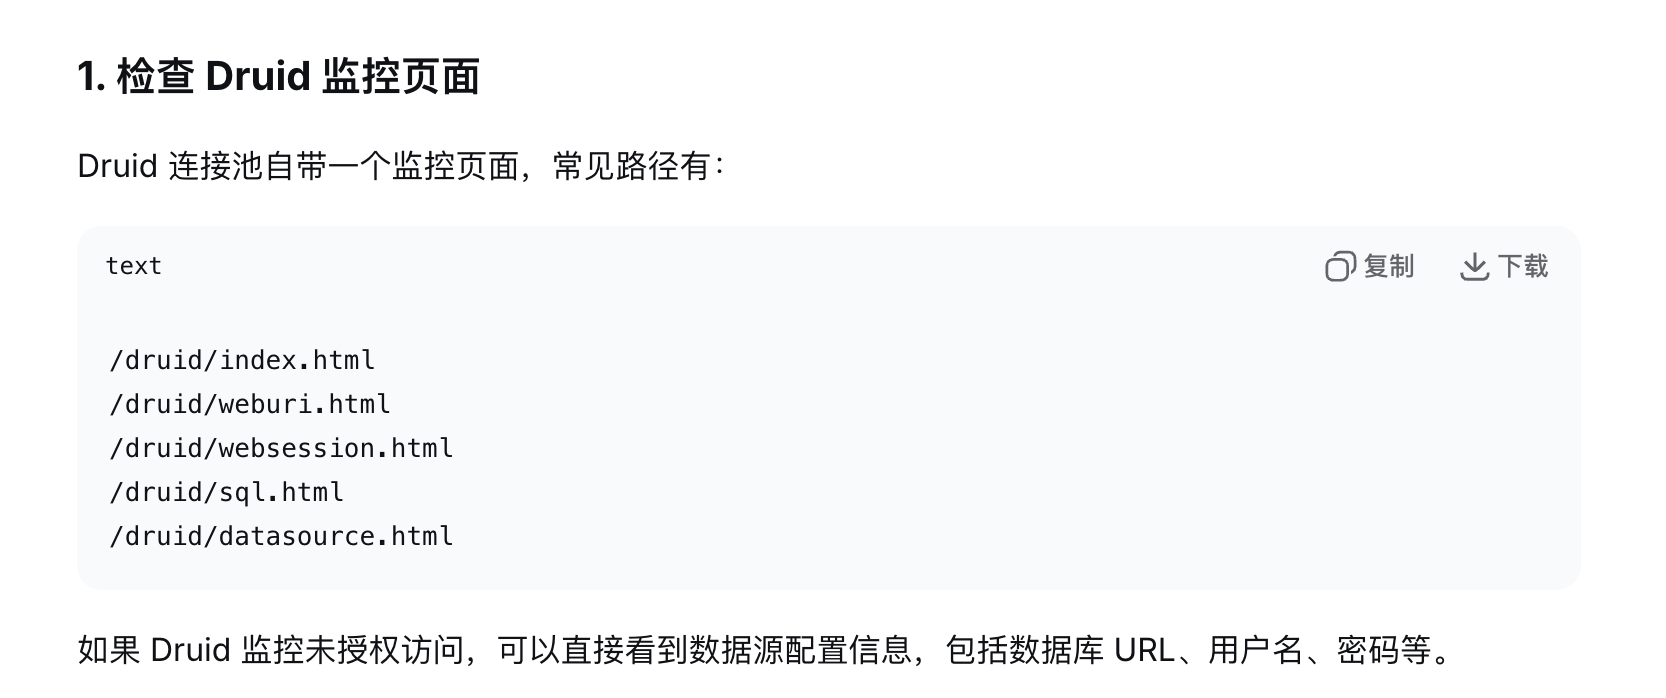 1. 检查 Druid 监控页面
Druid 连接池自带一个监控页面，常见路径有：
text
复制
下载
/druid/index.html
/druid/weburi.html
/druid/websession.html
/druid/sql.html
/druid/datasource.html
如果 Druid 监控未授权访问，可以直接看到数据源配置信息，包括数据库 URL、用户名、密码等。